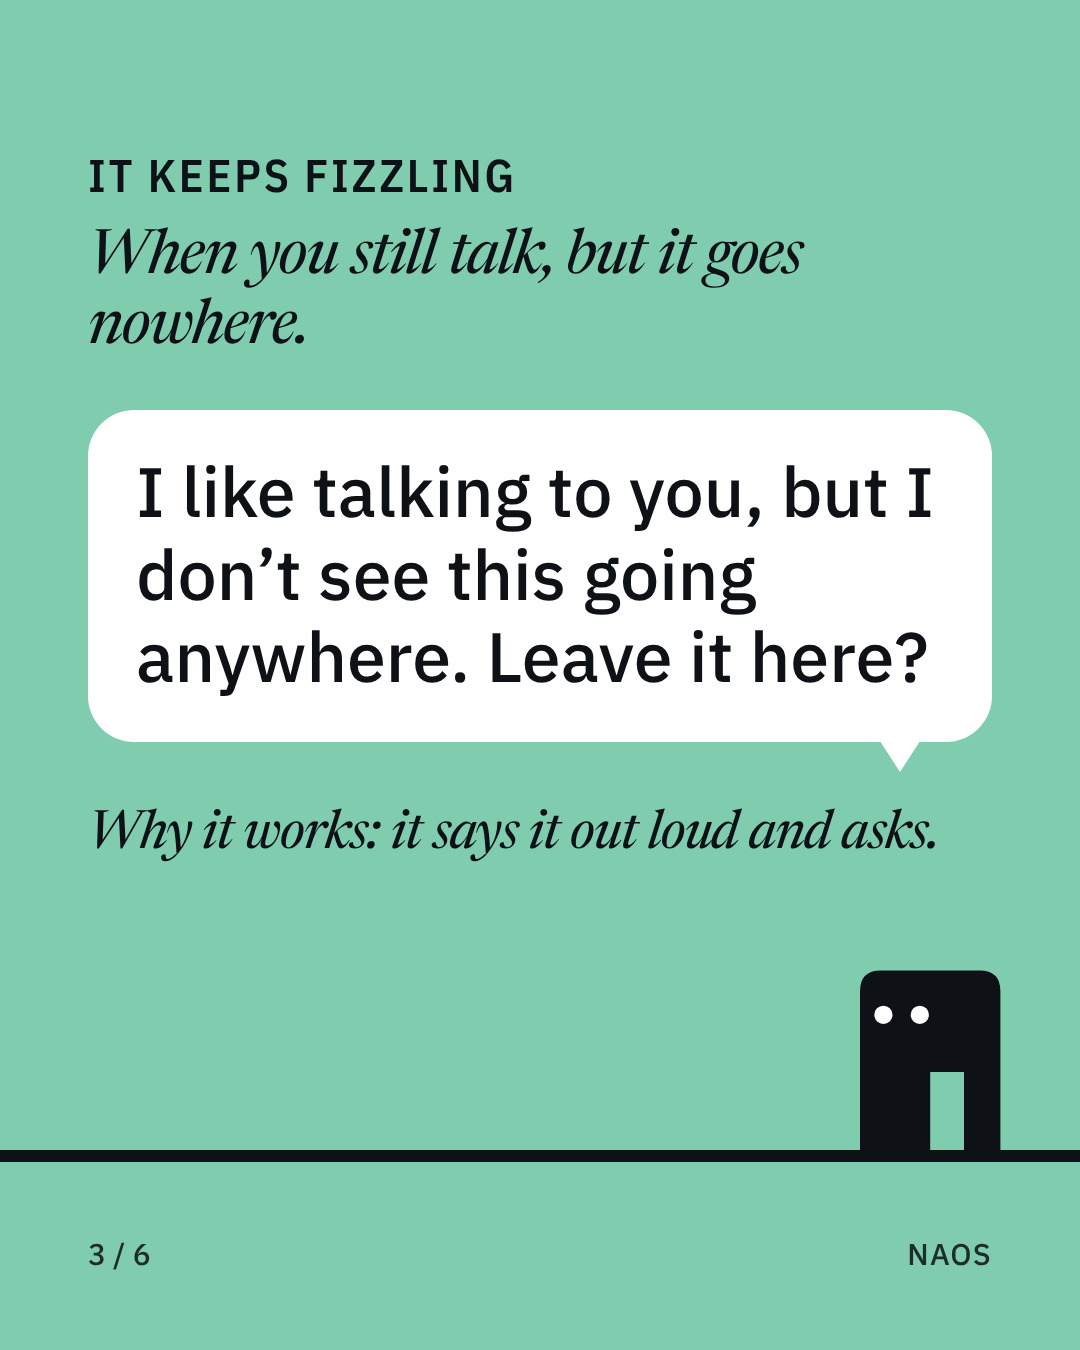 IT KEEPS FIZZLING
When you still talk, but it goes
nowhere.
I like talking to you, but I
don’t see this going
anywhere. Leave it here?
Why it works: it says it out loud and asks.
3 / 6
NAOS